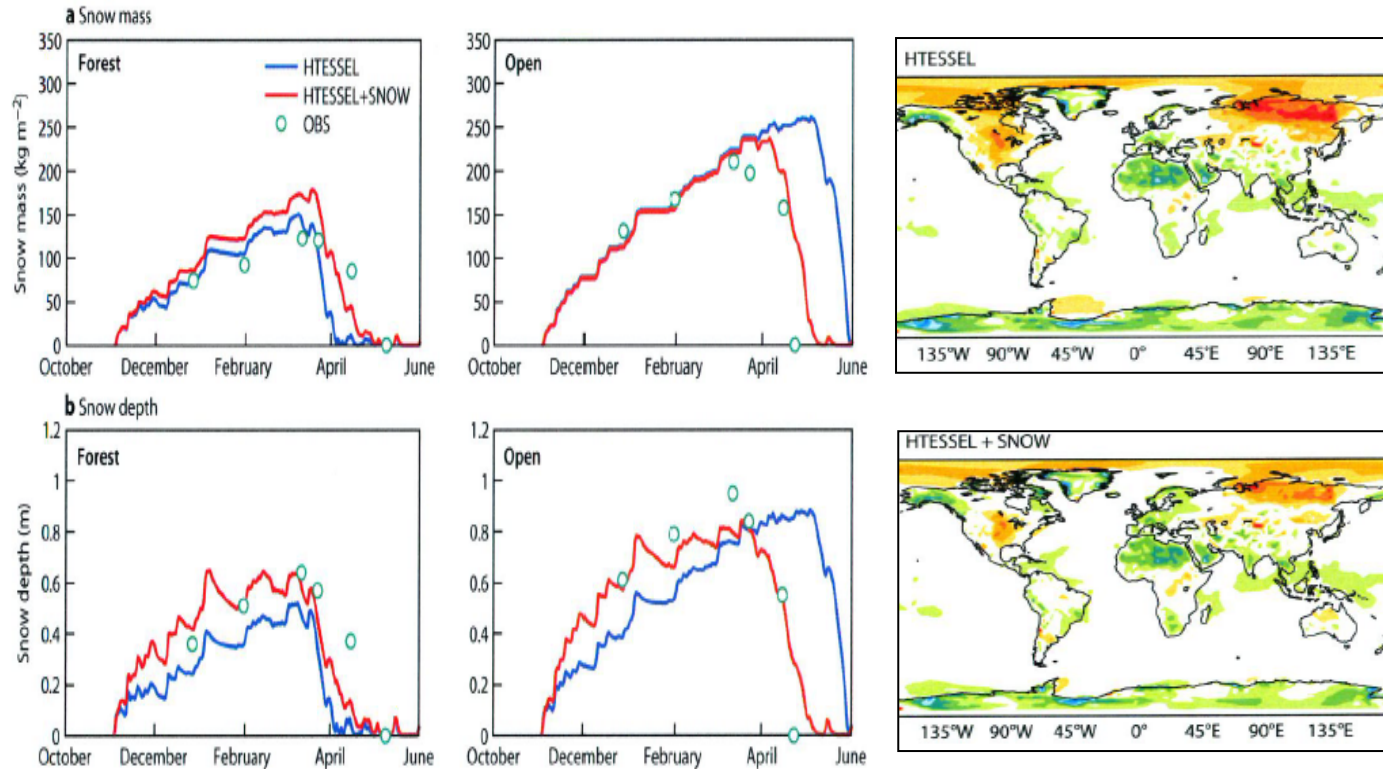 a Snow mass
Snow mass (kg m⁻²)
350
300
250
200
150
100
50
0
Forest
HTESSEL
HTESSEL+SNOW
OBS
October December February April June
350
300
250
200
150
100
50
0
Open
October December February April June
HTESSEL
135°W 90°W 45°W 0° 45°E 90°E 135°E
b Snow depth
Snow depth (m)
1.2
1
0.8
0.6
0.4
0.2
0
Forest
October December February April June
1.2
1
0.8
0.6
0.4
0.2
0
Open
October December February April June
HTESSEL + SNOW
135°W 90°W 45°W 0° 45°E 90°E 135°E